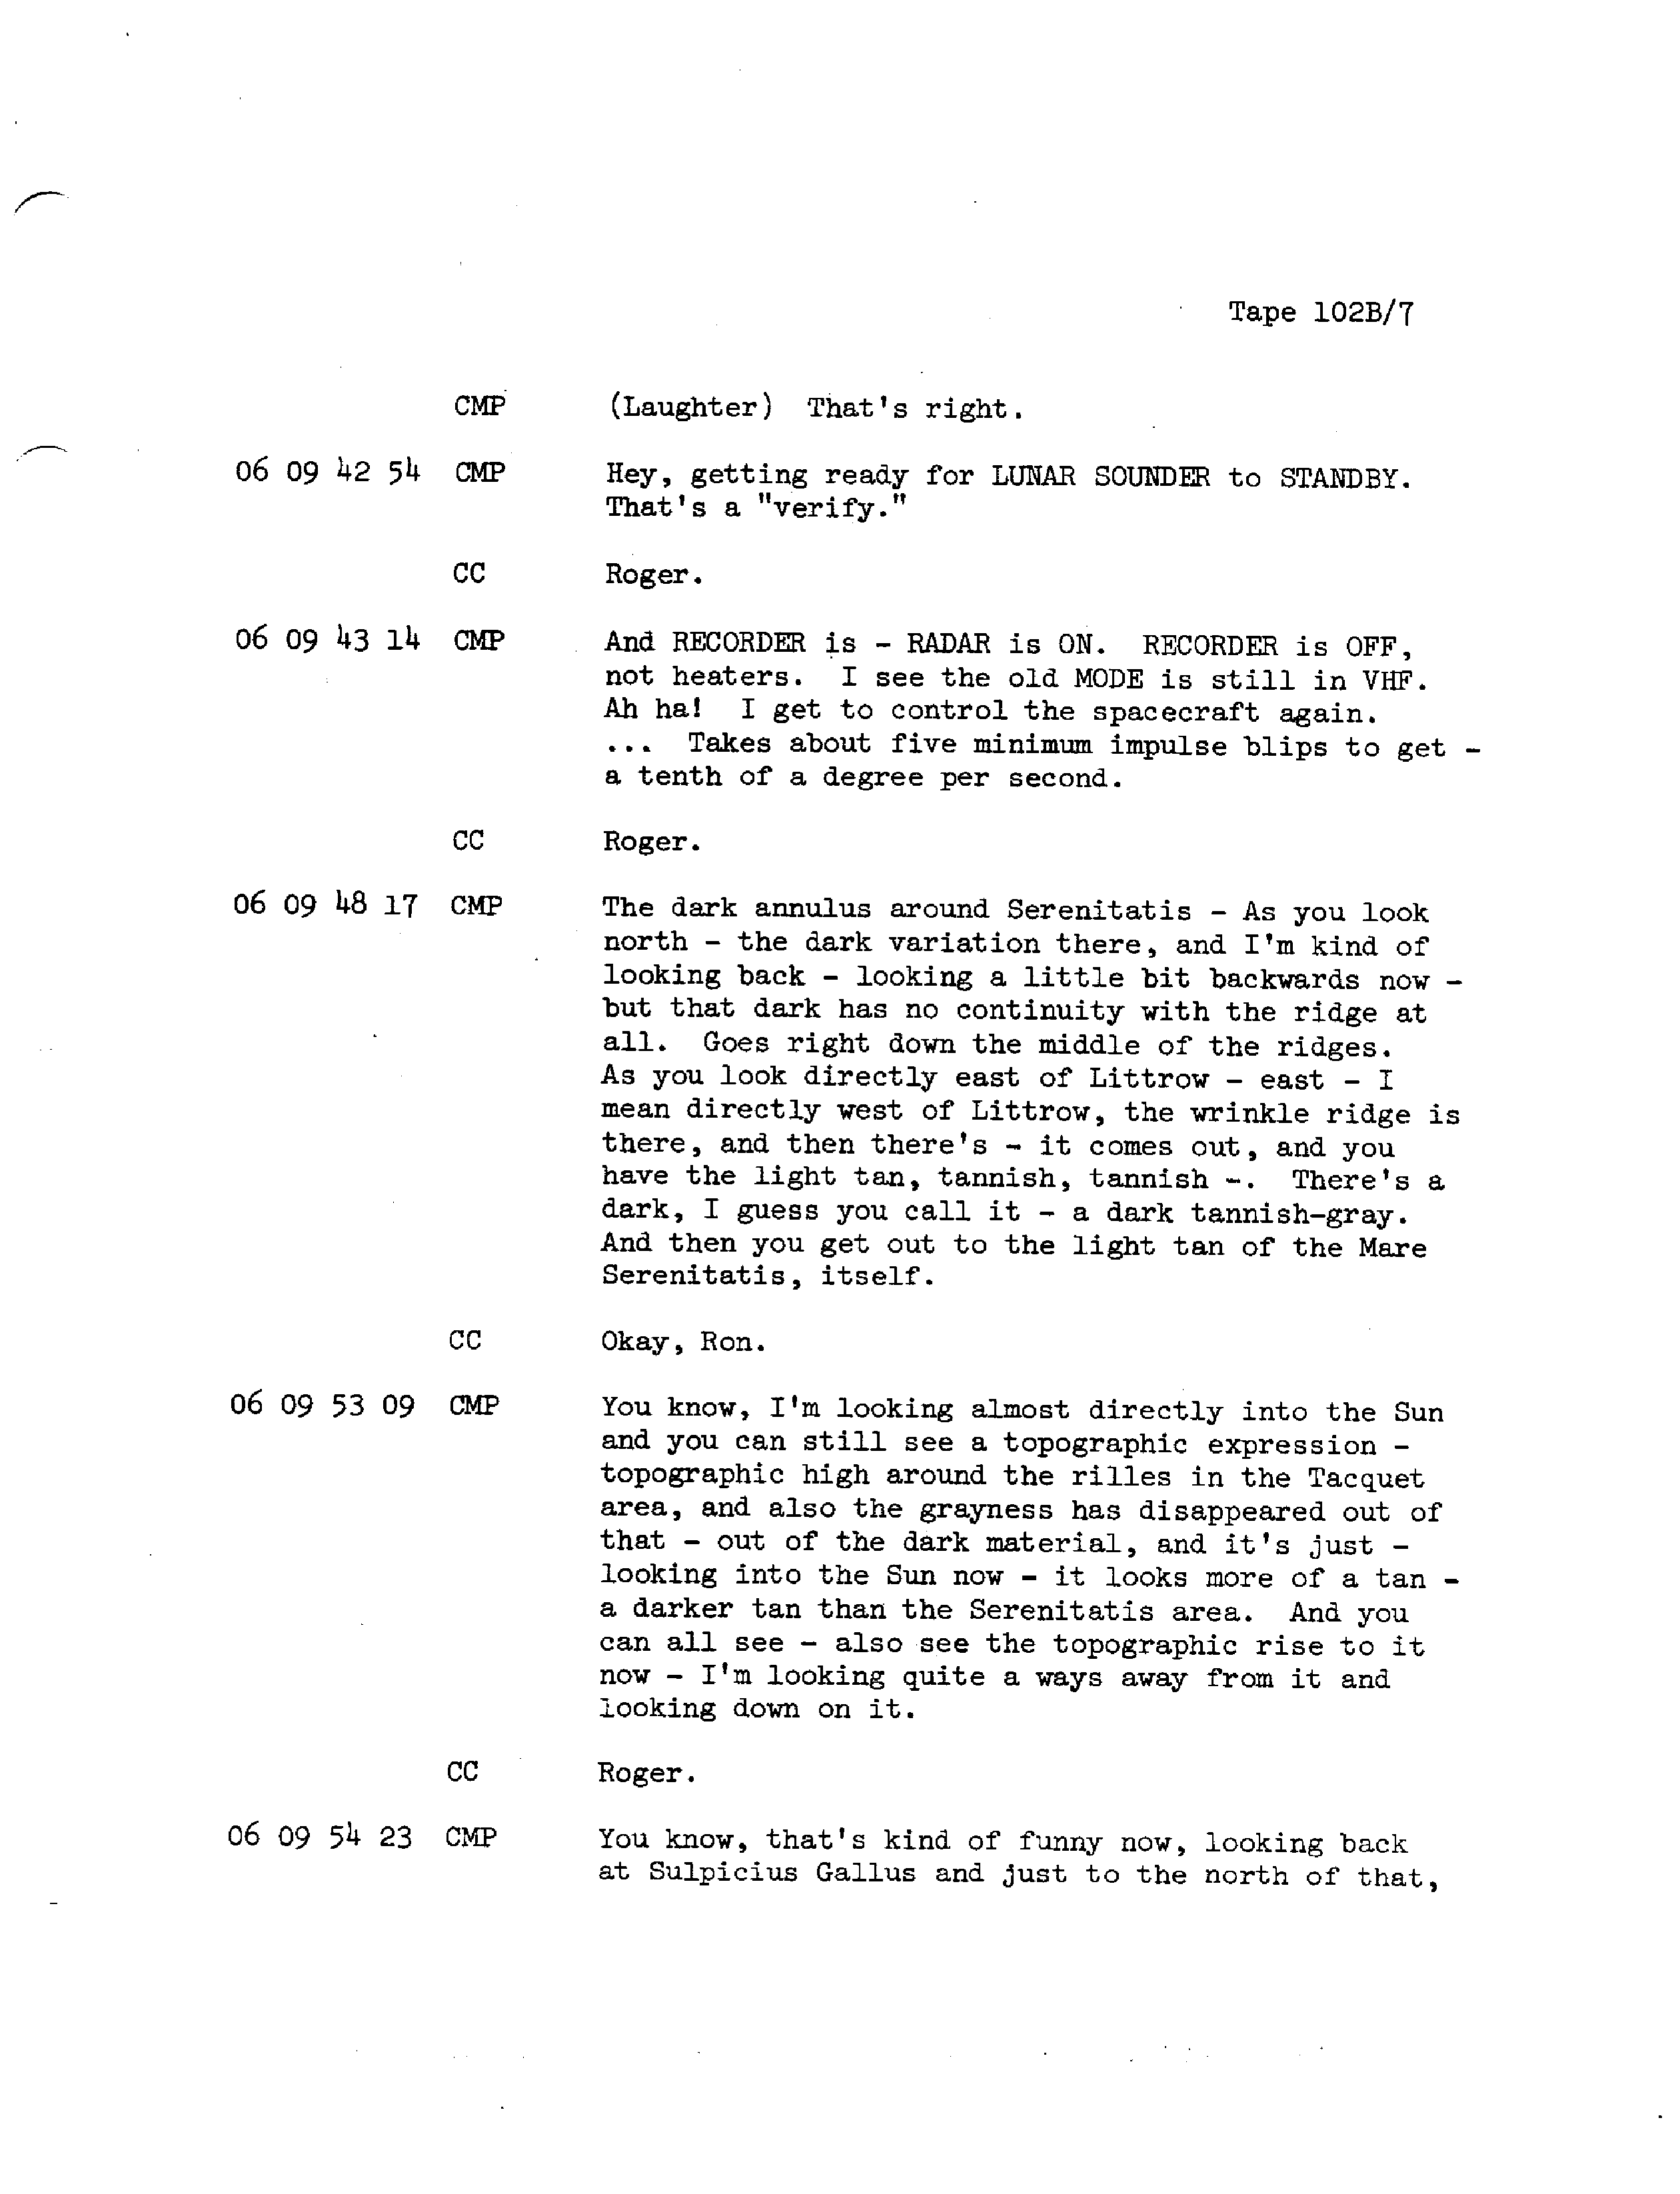 Tape 102B/7
CMP (Laughter) That's right.
06 09 42 54 CMP Hey, getting ready for LUNAR SOUNDER to STANDBY.
That's a "verify."
CC Roger.
06 09 43 14 CMP And RECORDER is - RADAR is ON. RECORDER is OFF,
not heaters. I see the old MODE is still in VHF.
Ah ha! I get to control the spacecraft again.
... Takes about five minimum impulse blips to get -
a tenth of a degree per second.
CC Roger.
06 09 48 17 CMP The dark annulus around Serenitatis - As you look
north - the dark variation there, and I'm kind of
looking back - looking a little bit backwards now -
but that dark has no continuity with the ridge at
all. Goes right down the middle of the ridges.
As you look directly east of Littrow - east - I
mean directly west of Littrow, the wrinkle ridge is
there, and then there's - it comes out, and you
have the light tan, tannish, tannish -. There's a
dark, I guess you call it - a dark tannish-gray.
And then you get out to the light tan of the Mare
Serenitatis, itself.
CC Okay, Ron.
06 09 53 09 CMP You know, I'm looking almost directly into the Sun
and you can still see a topographic expression -
topographic high around the rilles in the Tacquet
area, and also the grayness has disappeared out of
that - out of the dark material, and it's just -
looking into the Sun now - it looks more of a tan -
a darker tan than the Serenitatis area. And you
can all see - also see the topographic rise to it
now - I'm looking quite a ways away from it and
looking down on it.
CC Roger.
06 09 54 23 CMP You know, that's kind of funny now, looking back
at Sulpicius Gallus and just to the north of that,